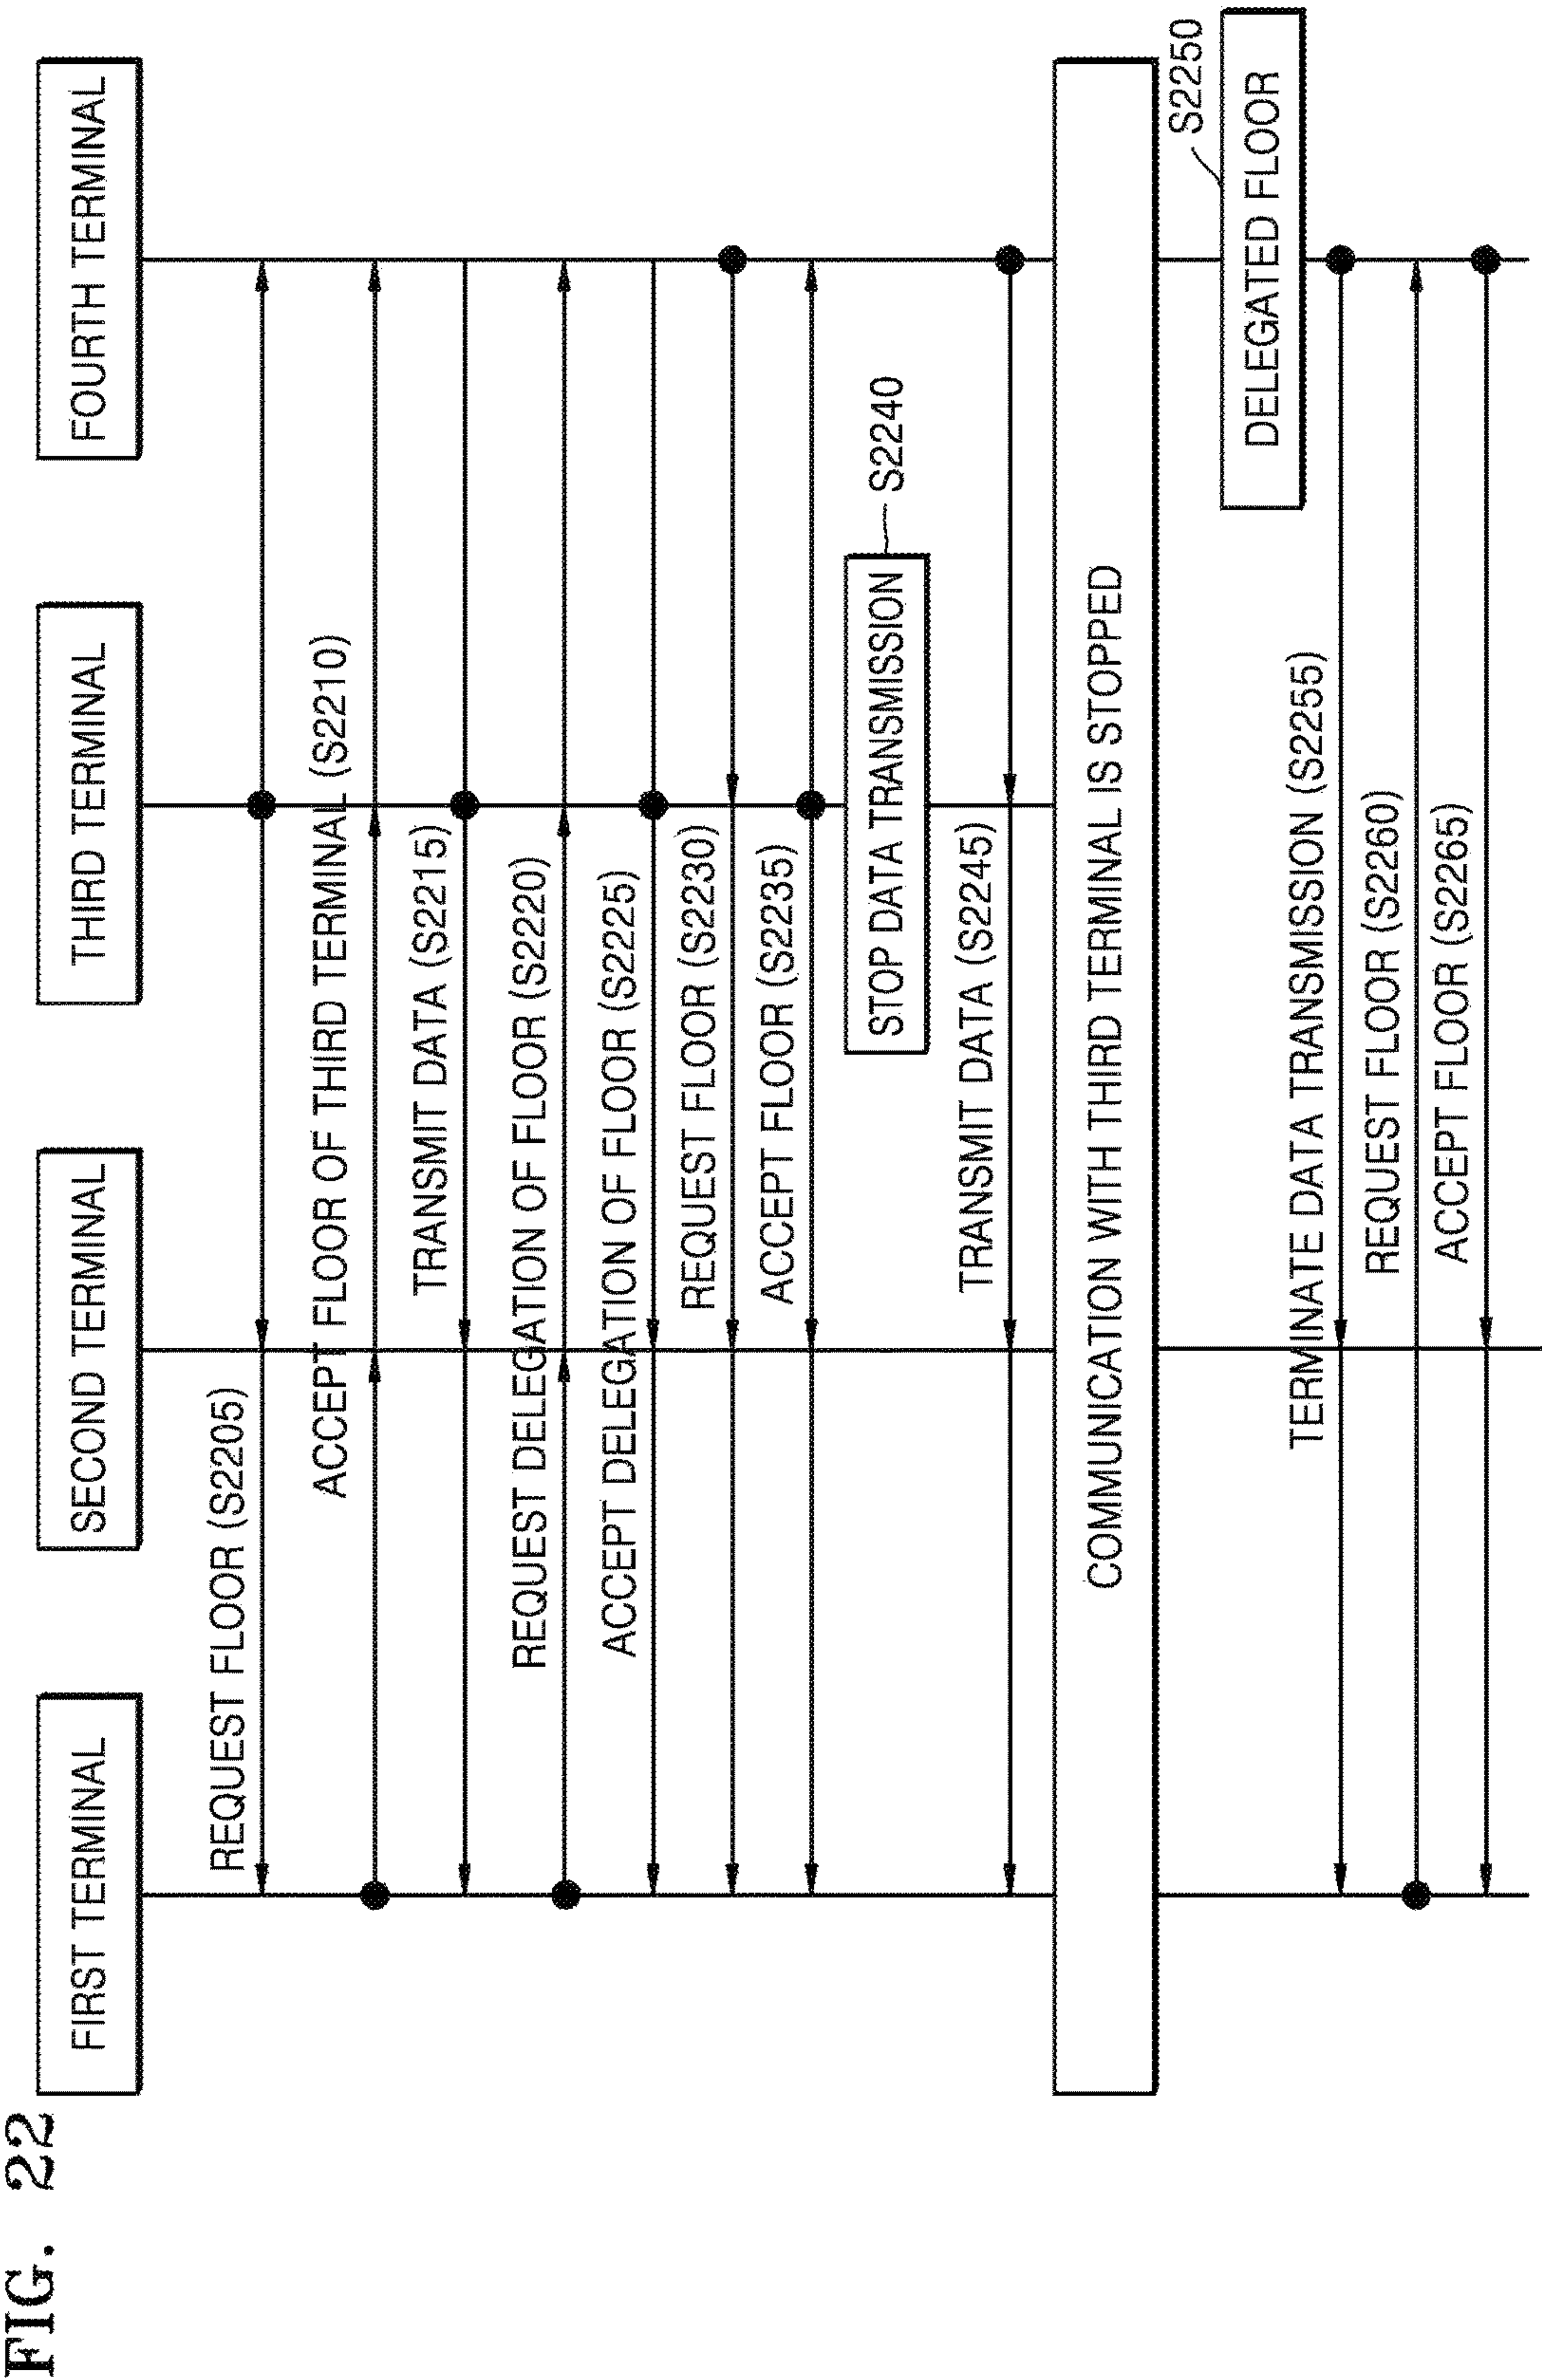 FIG. 22
FIRST TERMINAL
SECOND TERMINAL
THIRD TERMINAL
FOURTH TERMINAL
REQUEST FLOOR (S2205)
ACCEPT FLOOR OF THIRD TERMINAL (S2210)
TRANSMIT DATA (S2215)
REQUEST DELEGATION OF FLOOR (S2220)
ACCEPT DELEGATION OF FLOOR (S2225)
REQUEST FLOOR (S2230)
ACCEPT FLOOR (S2235)
STOP DATA TRANSMISSION
S2240
TRANSMIT DATA (S2245)
COMMUNICATION WITH THIRD TERMINAL IS STOPPED
S2250
DELEGATED FLOOR
TERMINATE DATA TRANSMISSION (S2255)
REQUEST FLOOR (S2260)
ACCEPT FLOOR (S2265)